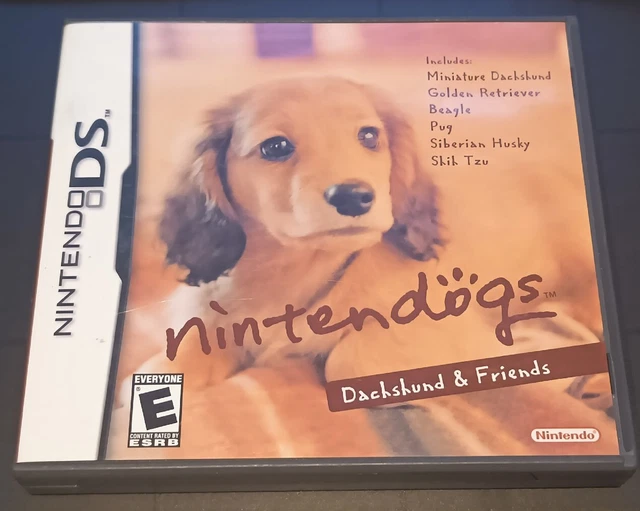 NINTENDO DS™
Includes:
Miniature Dachshund
Golden Retriever
Beagle
Pug
Siberian Husky
Shih Tzu
nintendögs™
Dachshund & Friends
EVERYONE
E
CONTENT RATED BY
ESRB
Nintendo